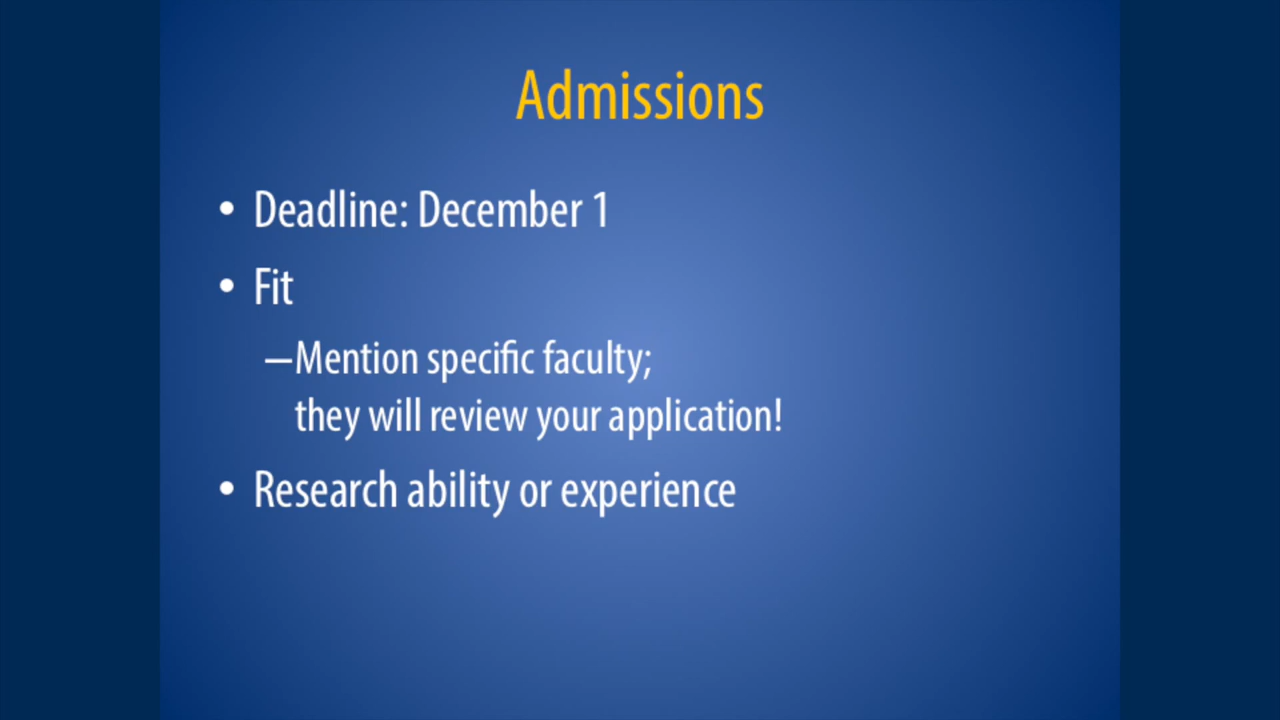 Admissions
• Deadline: December 1
• Fit
–Mention specific faculty;
they will review your application!
• Research ability or experience